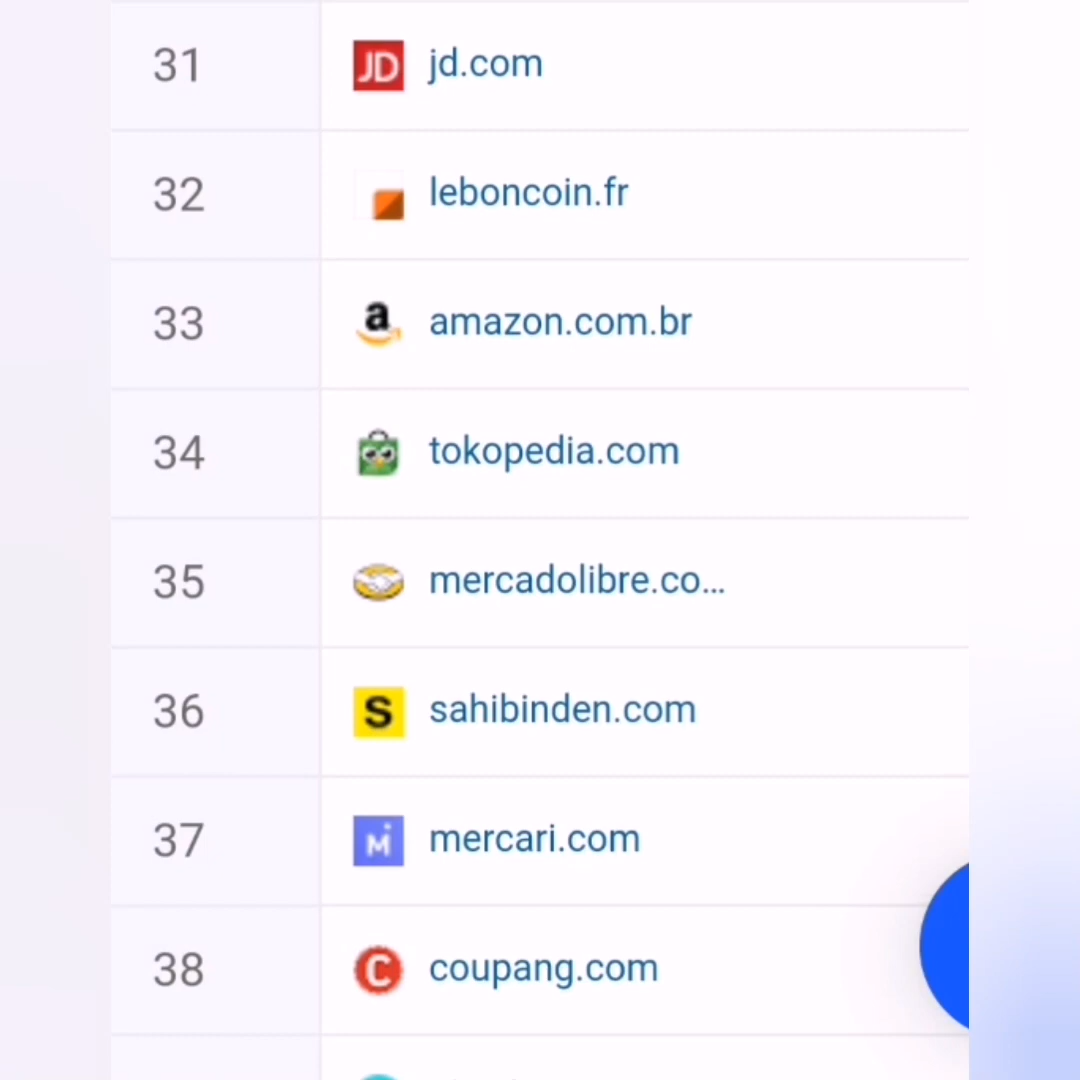 31 JD jd.com
32 leboncoin.fr
33 a amazon.com.br
34 tokopedia.com
35 mercadolibre.co...
36 S sahibinden.com
37 M mercari.com
38 C coupang.com